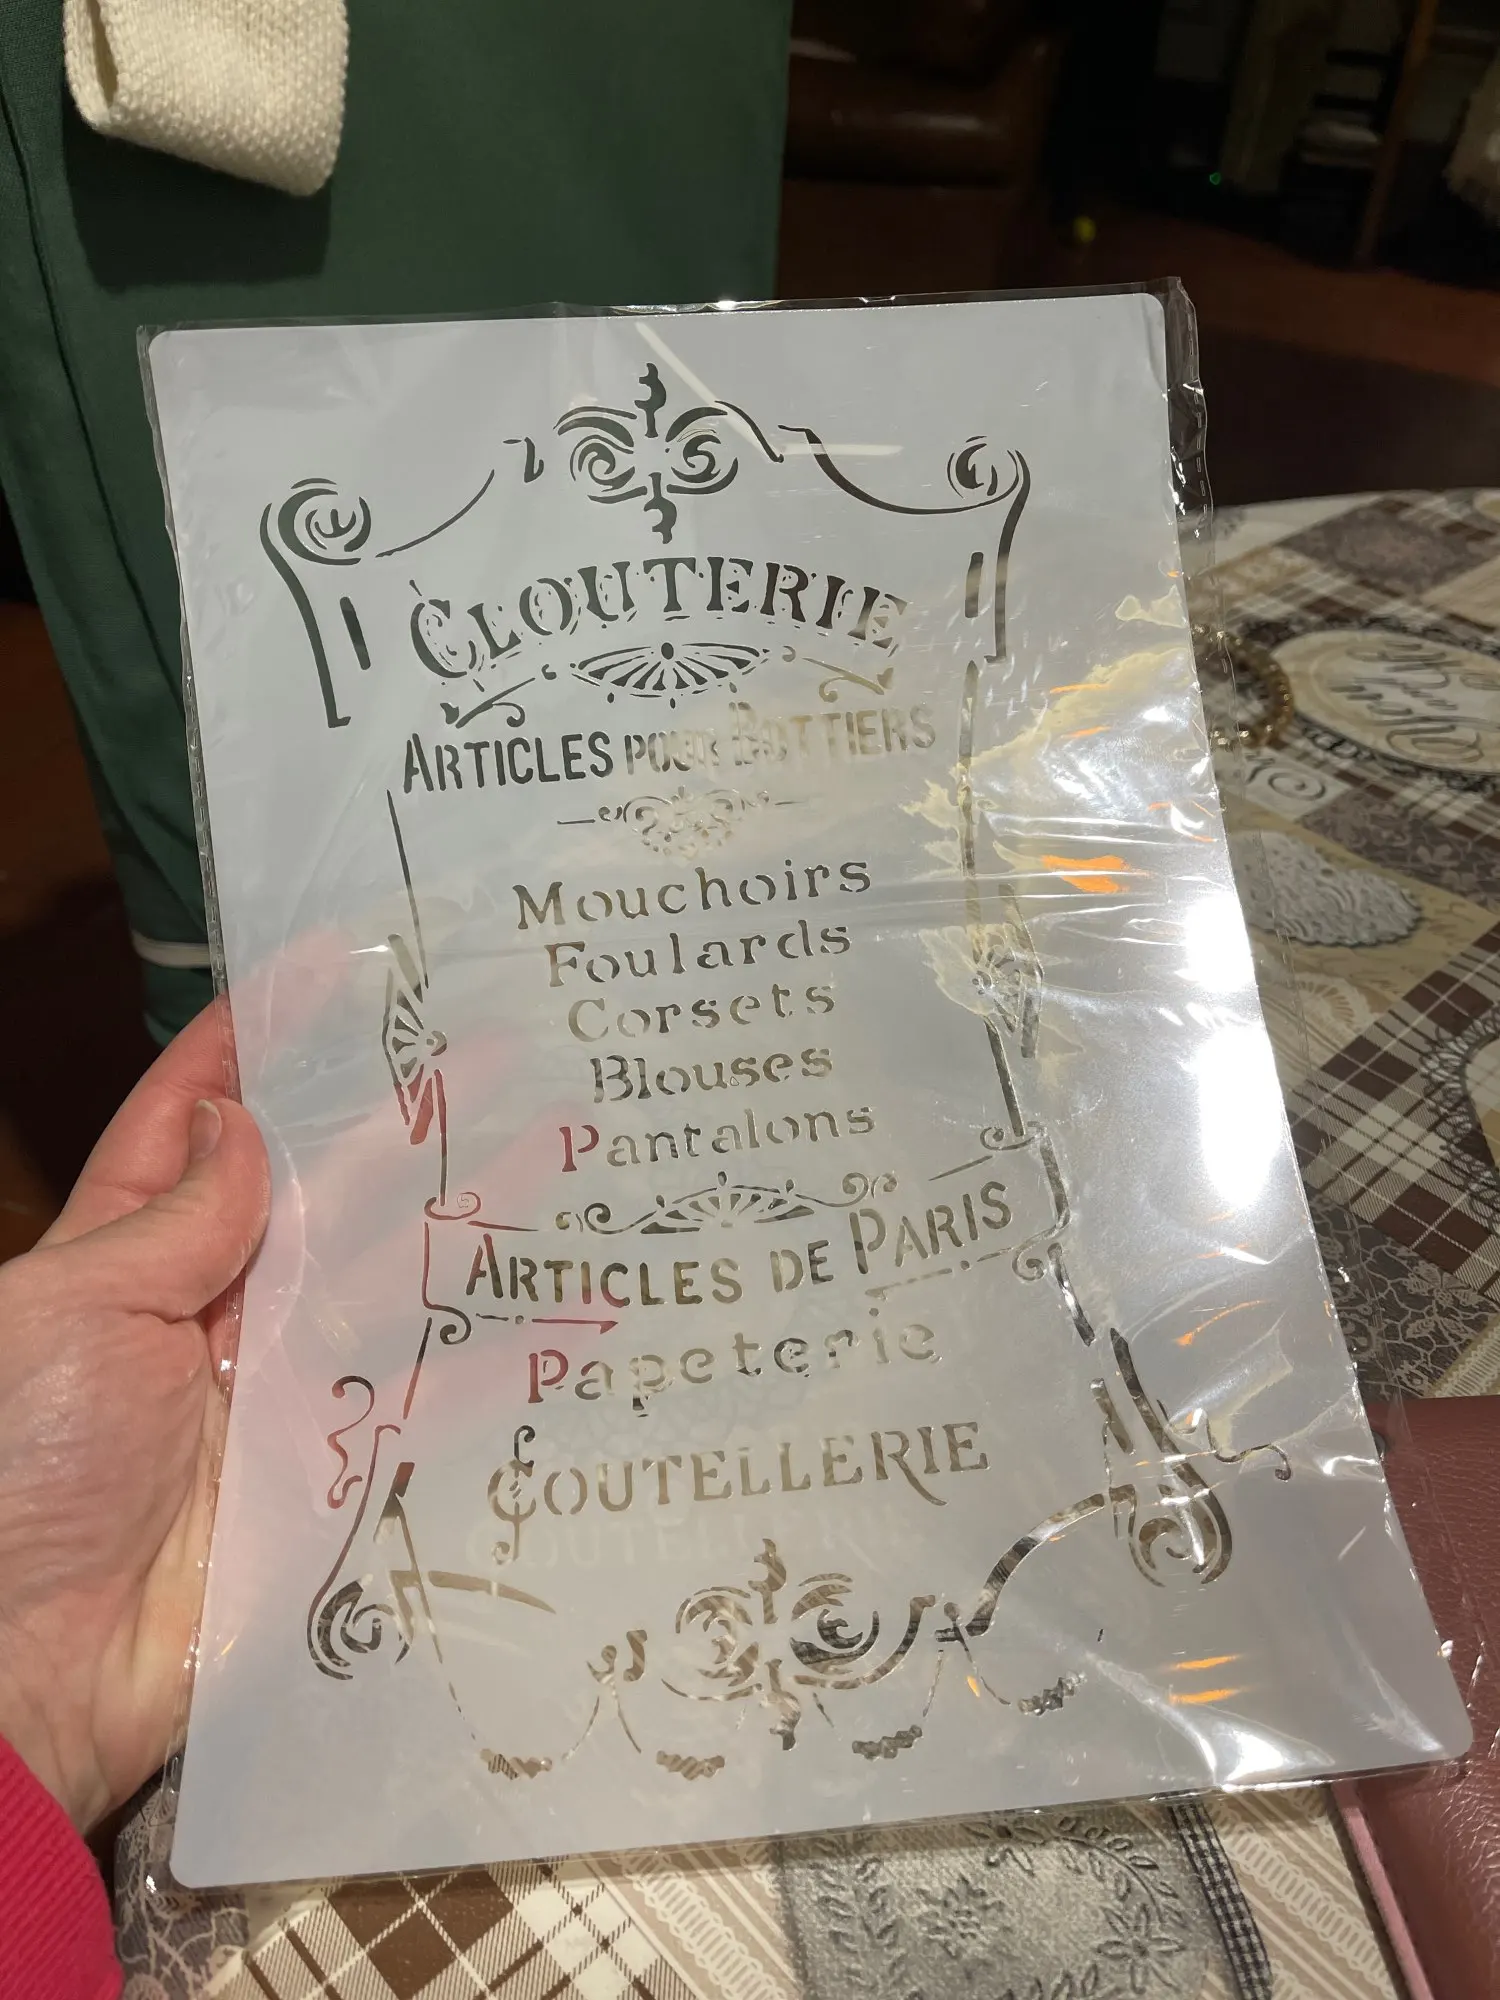 CLOUTERIE
ARTICLES POUR BOTTIERS
Mouchoirs
Foulards
Corsets
Blouses
Pantalons
ARTICLES DE PARIS
Papeterie
COUTELLERIE